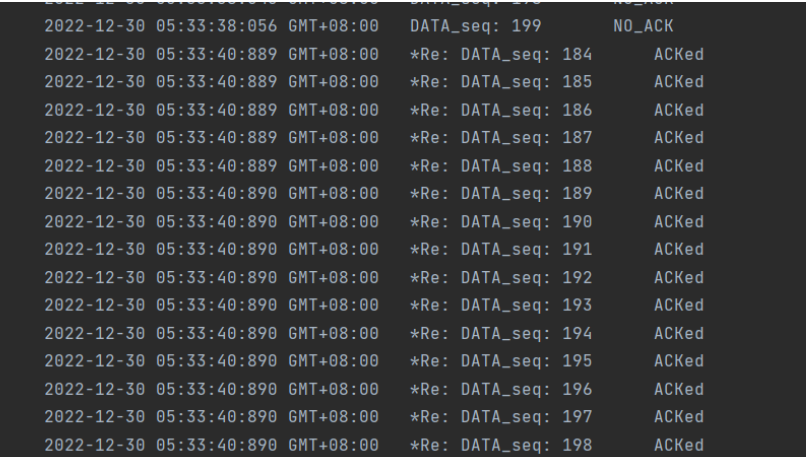 2022-12-30 05:33:38:056 GMT+08:00 DATA_seq: 199 NO_ACK
2022-12-30 05:33:40:889 GMT+08:00 *Re: DATA_seq: 184 ACKed
2022-12-30 05:33:40:889 GMT+08:00 *Re: DATA_seq: 185 ACKed
2022-12-30 05:33:40:889 GMT+08:00 *Re: DATA_seq: 186 ACKed
2022-12-30 05:33:40:889 GMT+08:00 *Re: DATA_seq: 187 ACKed
2022-12-30 05:33:40:889 GMT+08:00 *Re: DATA_seq: 188 ACKed
2022-12-30 05:33:40:890 GMT+08:00 *Re: DATA_seq: 189 ACKed
2022-12-30 05:33:40:890 GMT+08:00 *Re: DATA_seq: 190 ACKed
2022-12-30 05:33:40:890 GMT+08:00 *Re: DATA_seq: 191 ACKed
2022-12-30 05:33:40:890 GMT+08:00 *Re: DATA_seq: 192 ACKed
2022-12-30 05:33:40:890 GMT+08:00 *Re: DATA_seq: 193 ACKed
2022-12-30 05:33:40:890 GMT+08:00 *Re: DATA_seq: 194 ACKed
2022-12-30 05:33:40:890 GMT+08:00 *Re: DATA_seq: 195 ACKed
2022-12-30 05:33:40:890 GMT+08:00 *Re: DATA_seq: 196 ACKed
2022-12-30 05:33:40:890 GMT+08:00 *Re: DATA_seq: 197 ACKed
2022-12-30 05:33:40:890 GMT+08:00 *Re: DATA_seq: 198 ACKed